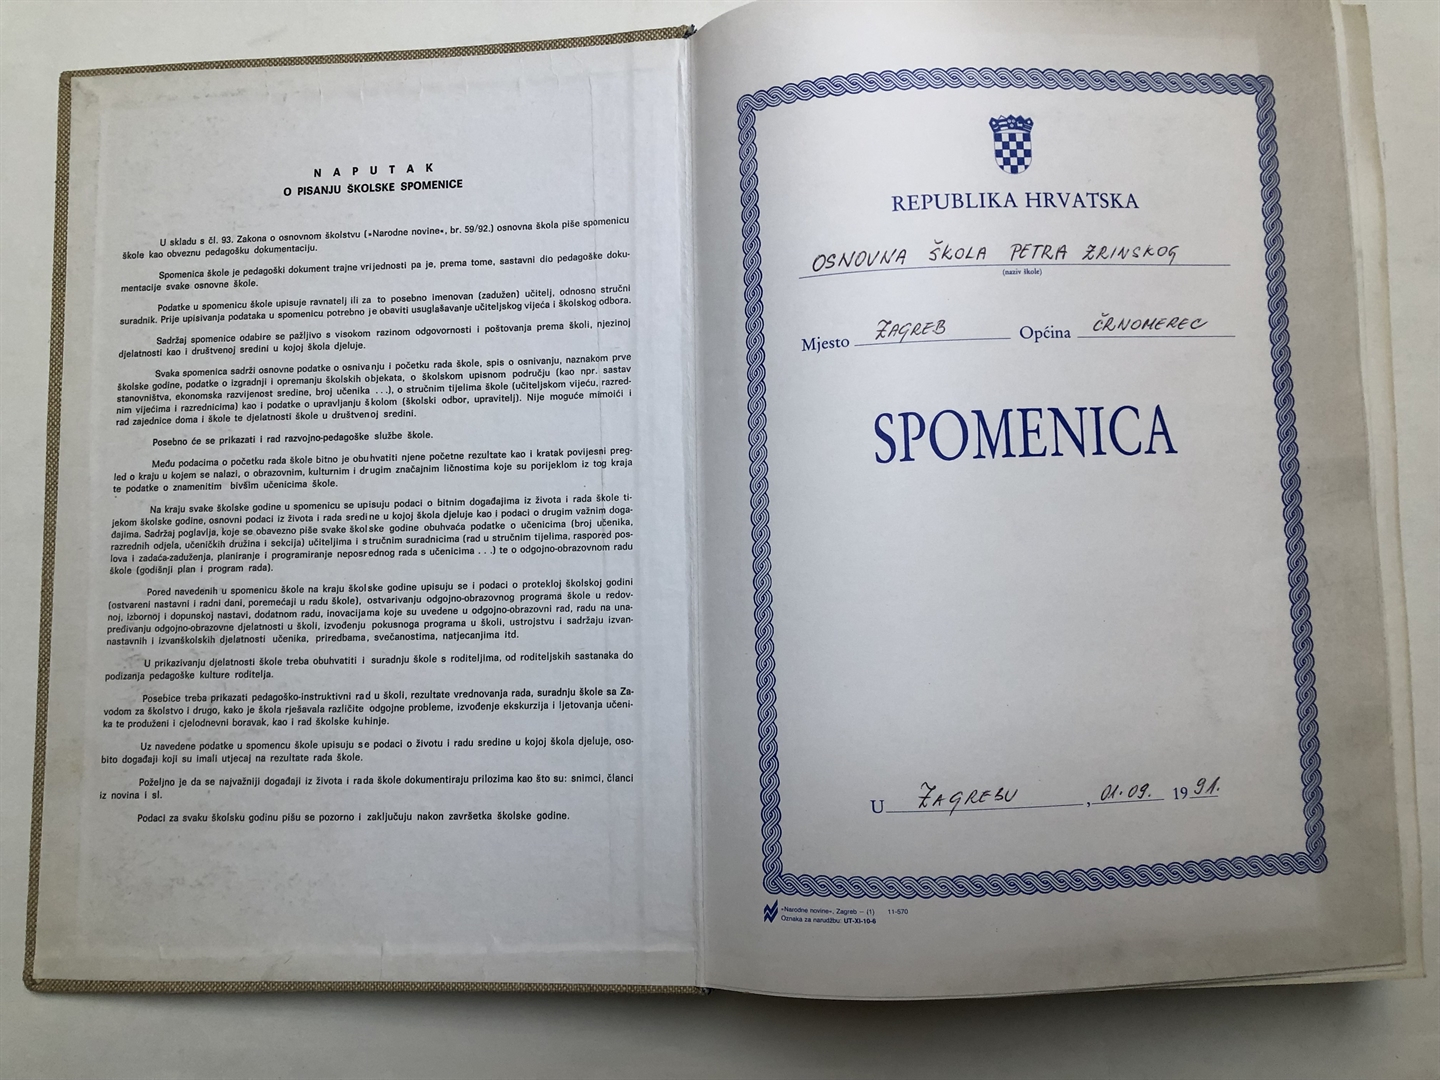 N A P U T A K
O PISANJU ŠKOLSKE SPOMENICE
U skladu s čl. 93. Zakona o osnovnom školstvu (»Narodne novine«, br. 59/92.) osnovna škola piše spomenicu
škole kao obveznu pedagošku dokumentaciju.
Spomenica škole je pedagoški dokument trajne vrijednosti pa je, prema tome, sastavni dio pedagoške doku-
mentacije svake osnovne škole.
Podatke u spomenicu škole upisuje ravnatelj ili za to posebno imenovan (zadužen) učitelj, odnosno stručni
suradnik. Prije upisivanja podataka u spomenicu potrebno je obaviti usuglašavanje učiteljskog vijeća i školskog odbora.
Sadržaj spomenice odabire se pažljivo s visokom razinom odgovornosti i poštovanja prema školi, njezinoj
djelatnosti kao i društvenoj sredini u kojoj škola djeluje.
Svaka spomenica sadrži osnovne podatke o osnivanju i početku rada škole, spis o osnivanju, naznakom prve
školske godine, podatke o izgradnji i opremanju školskih objekata, o školskom upisnom području (kao npr. sastav
stanovništva, ekonomska razvijenost sredine, broj učenika ...), o stručnim tijelima škole (učiteljskom vijeću, razred-
nim vijećima i razrednicima) kao i podatke o upravljanju školom (školski odbor, upravitelj). Nije moguće mimoići i
rad zajednice doma i škole te djelatnosti škole u društvenoj sredini.
Posebno će se prikazati i rad razvojno-pedagoške službe škole.
Među podacima o početku rada škole bitno je obuhvatiti njene početne rezultate kao i kratak povijesni preg-
led o kraju u kojem se nalazi, o obrazovnim, kulturnim i drugim značajnim ličnostima koje su porijeklom iz tog kraja
te podatke o znamenitim bivšim učenicima škole.
Na kraju svake školske godine u spomenicu se upisuju podaci o bitnim događajima iz života i rada škole ti-
jekom školske godine, osnovni podaci iz života i rada sredine u kojoj škola djeluje kao i podaci o drugim važnim doga-
đajima. Sadržaj poglavlja, koje se obavezno piše svake školske godine obuhvaća podatke o učenicima (broj učenika,
razrednih odjela, učeničkih družina i sekcija) učiteljima i stručnim suradnicima (rad u stručnim tijelima, raspored pos-
lova i zadaća-zaduženja, planiranje i programiranje neposrednog rada s učenicima ...) te o odgojno-obrazovnom radu
škole (godišnji plan i program rada).
Pored navedenih u spomenicu škole na kraju školske godine upisuju se i podaci o protekloj školskoj godini
(ostvareni nastavni i radni dani, poremećaji u radu škole), ostvarivanju odgojno-obrazovnog programa škole u redov-
noj, izbornoj i dopunskoj nastavi, dodatnom radu, inovacijama koje su uvedene u odgojno-obrazovni rad, radu na una-
pređivanju odgojno-obrazovne djelatnosti u školi, izvođenju pokusnoga programa u školi, ustrojstvu i sadržaju izvan-
nastavnih i izvanškolskih djelatnosti učenika, priredbama, svečanostima, natjecanjima itd.
U prikazivanju djelatnosti škole treba obuhvatiti i suradnju škole s roditeljima, od roditeljskih sastanaka do
podizanja pedagoške kulture roditelja.
Posebice treba prikazati pedagoško-instruktivni rad u školi, rezultate vrednovanja rada, suradnju škole sa Za-
vodom za školstvo i drugo, kako je škola rješavala različite odgojne probleme, izvođenje ekskurzija i ljetovanja učeni-
ka te produženi i cjelodnevni boravak, kao i rad školske kuhinje.
Uz navedene podatke u spomencu škole upisuju se podaci o životu i radu sredine u kojoj škola djeluje, oso-
bito događaji koji su imali utjecaj na rezultate rada škole.
Poželjno je da se najvažniji događaji iz života i rada škole dokumentiraju prilozima kao što su: snimci, članci
iz novina i sl.
Podaci za svaku školsku godinu pišu se pozorno i zaključuju nakon završetka školske godine.
REPUBLIKA HRVATSKA
OSNOVNA ŠKOLA PETRA ZRINSKOG
(naziv škole)
Mjesto ZAGREB Općina ČRNOMEREC
SPOMENICA
U ZAGREBU, 01.09. 1991.
»Narodne novine«, Zagreb – (1) 11-570
Oznaka za narudžbu: UT-XI-10-6